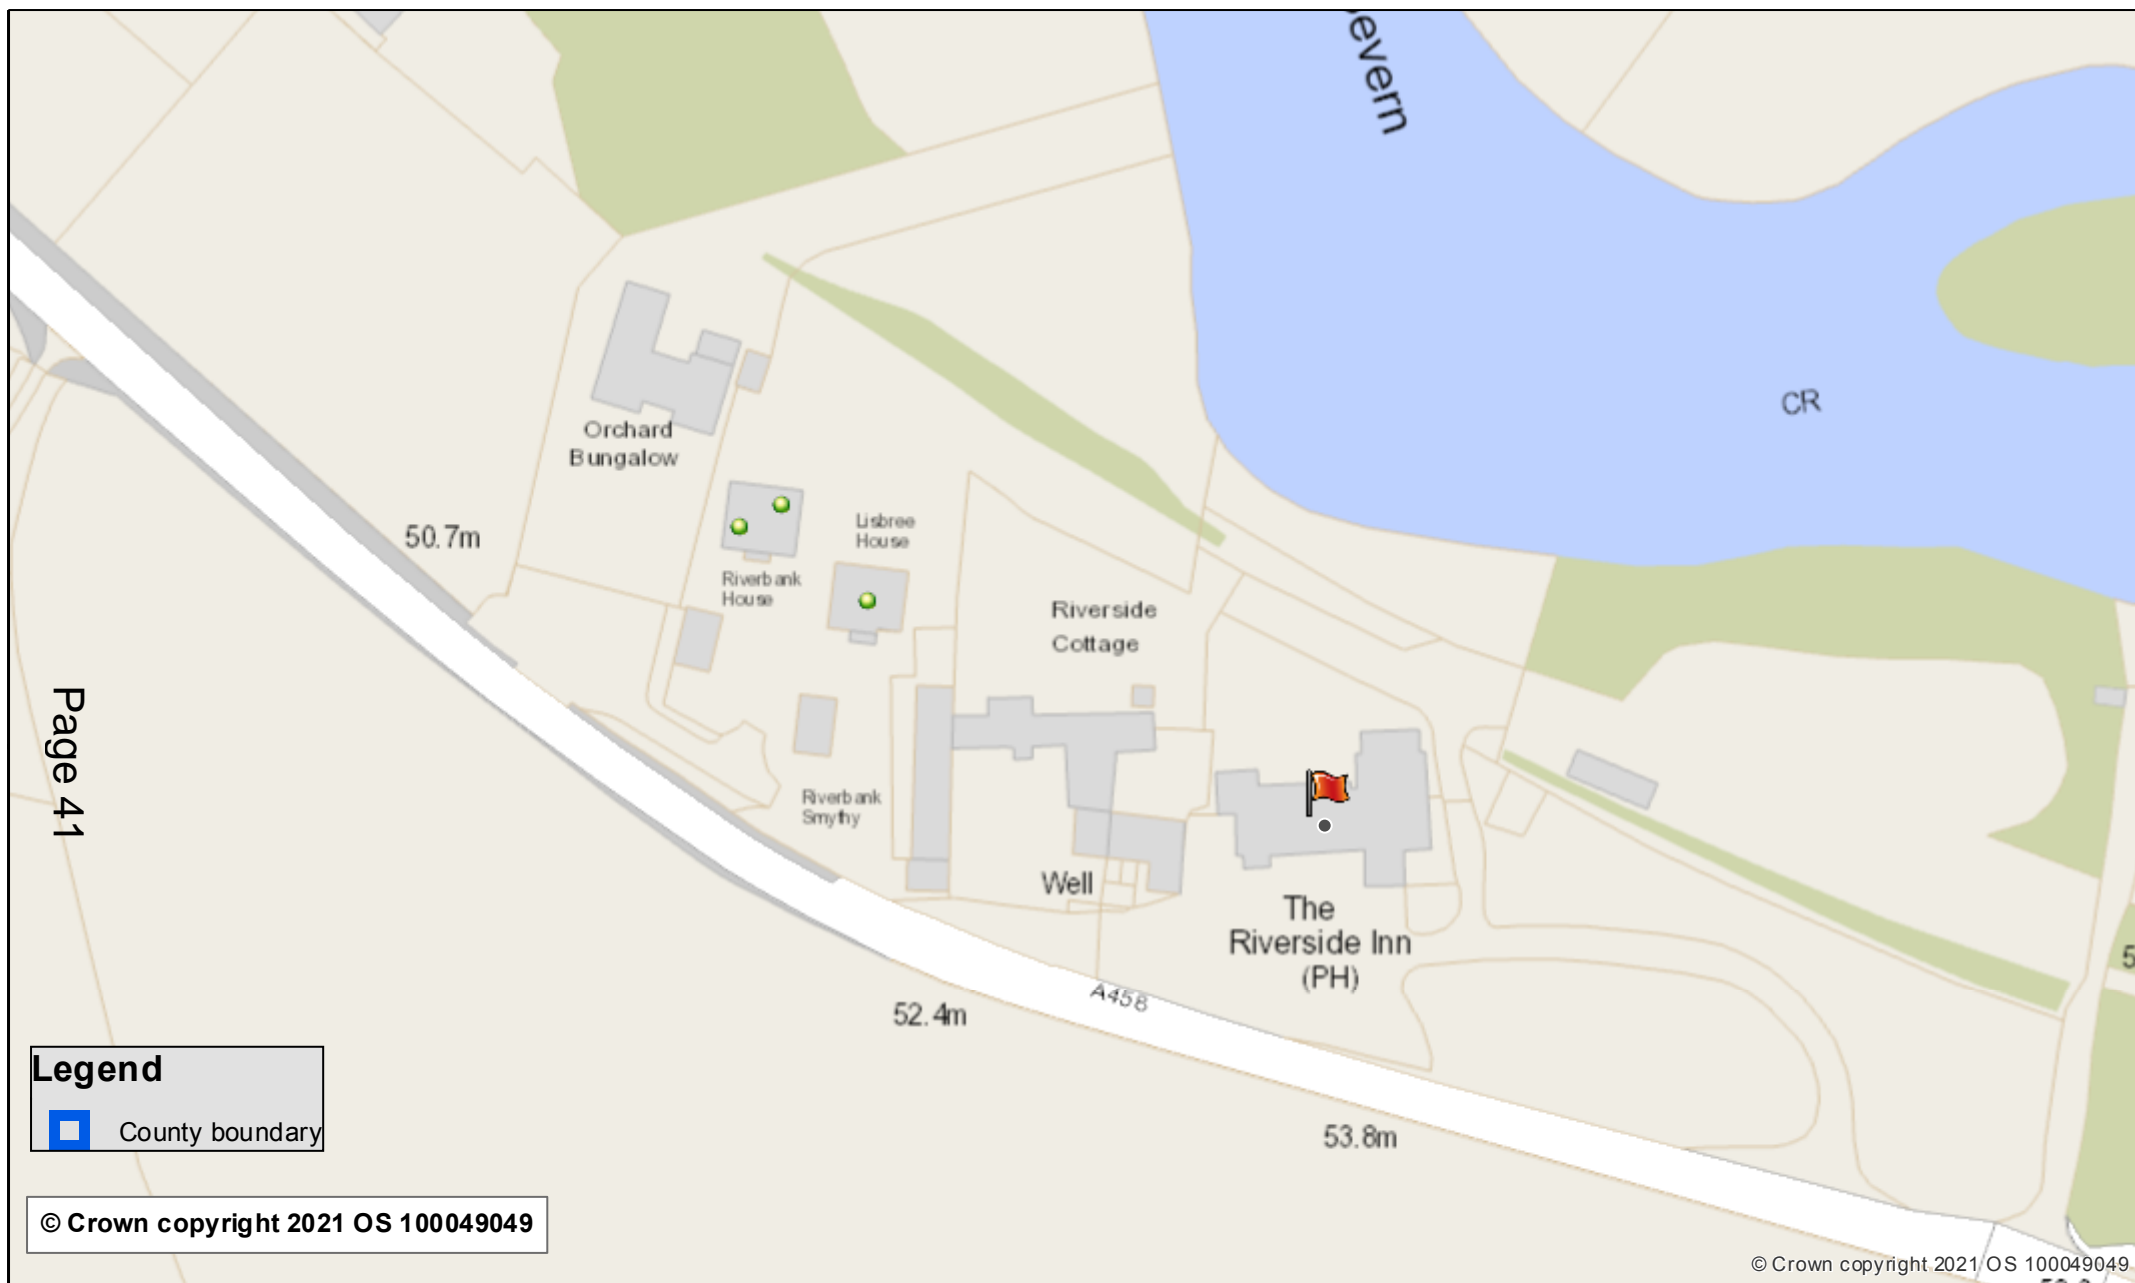 Severn
CR
Orchard
Bungalow
50.7m
Lisbree
House
Riverbank
House
Riverside
Cottage
Page 41
Riverbank
Smythy
Well
The
Riverside Inn
(PH)
A458
52.4m
53.8m
Legend
County boundary
© Crown copyright 2021 OS 100049049
© Crown copyright 2021 OS 100049049